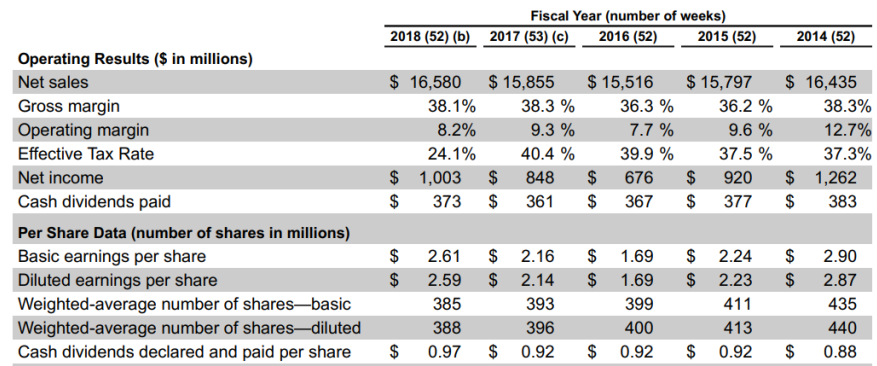 Fiscal Year (number of weeks)
2018 (52) (b) 2017 (53) (c) 2016 (52) 2015 (52) 2014 (52)
Operating Results ($ in millions)
Net sales $ 16,580 $ 15,855 $ 15,516 $ 15,797 $ 16,435
Gross margin 38.1% 38.3 % 36.3 % 36.2 % 38.3%
Operating margin 8.2% 9.3 % 7.7 % 9.6 % 12.7%
Effective Tax Rate 24.1% 40.4 % 39.9 % 37.5 % 37.3%
Net income $ 1,003 $ 848 $ 676 $ 920 $ 1,262
Cash dividends paid $ 373 $ 361 $ 367 $ 377 $ 383
Per Share Data (number of shares in millions)
Basic earnings per share $ 2.61 $ 2.16 $ 1.69 $ 2.24 $ 2.90
Diluted earnings per share $ 2.59 $ 2.14 $ 1.69 $ 2.23 $ 2.87
Weighted-average number of shares—basic 385 393 399 411 435
Weighted-average number of shares—diluted 388 396 400 413 440
Cash dividends declared and paid per share $ 0.97 $ 0.92 $ 0.92 $ 0.92 $ 0.88